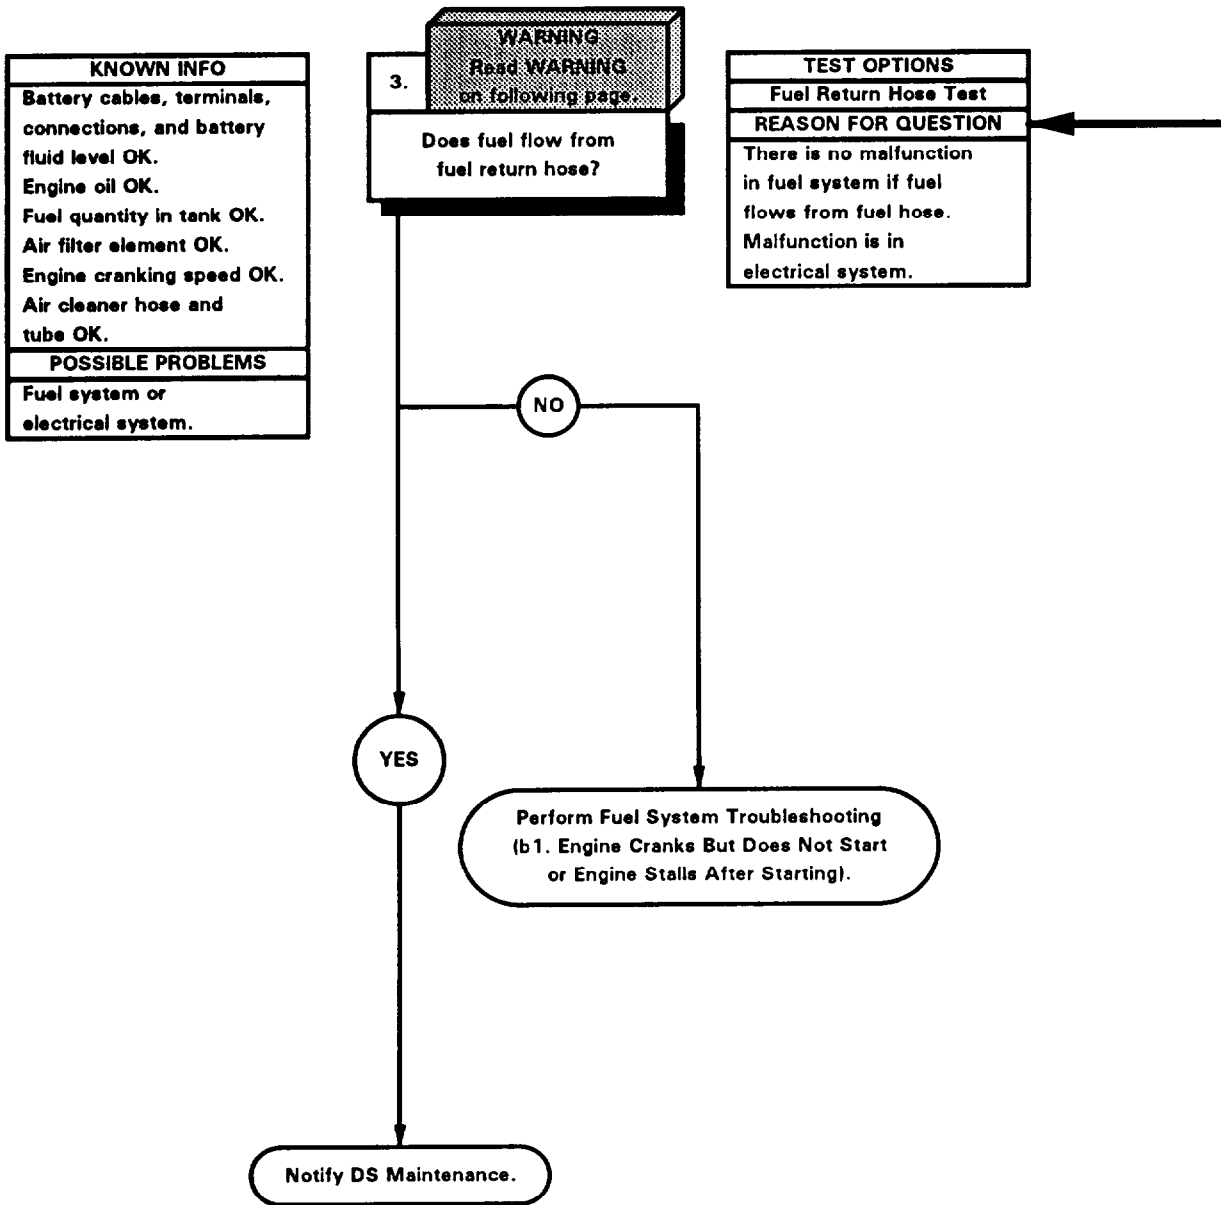 KNOWN INFO
Battery cables, terminals,
connections, and battery
fluid level OK.
Engine oil OK.
Fuel quantity in tank OK.
Air filter element OK.
Engine cranking speed OK.
Air cleaner hose and
tube OK.
POSSIBLE PROBLEMS
Fuel system or
electrical system.
WARNING
Read WARNING
on following page.
3.
Does fuel flow from
fuel return hose?
TEST OPTIONS
Fuel Return Hose Test
REASON FOR QUESTION
There is no malfunction
in fuel system if fuel
flows from fuel hose.
Malfunction is in
electrical system.
NO
YES
Perform Fuel System Troubleshooting
(b1. Engine Cranks But Does Not Start
or Engine Stalls After Starting).
Notify DS Maintenance.